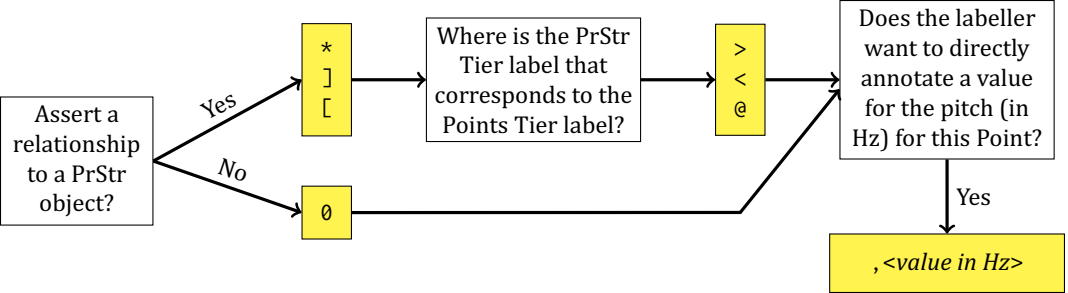 Assert a
relationship
to a PrStr
object?
Yes
No
*
]
[
0
Where is the PrStr
Tier label that
corresponds to the
Points Tier label?
>
<
@
Does the labeller
want to directly
annotate a value
for the pitch (in
Hz) for this Point?
Yes
,<value in Hz>